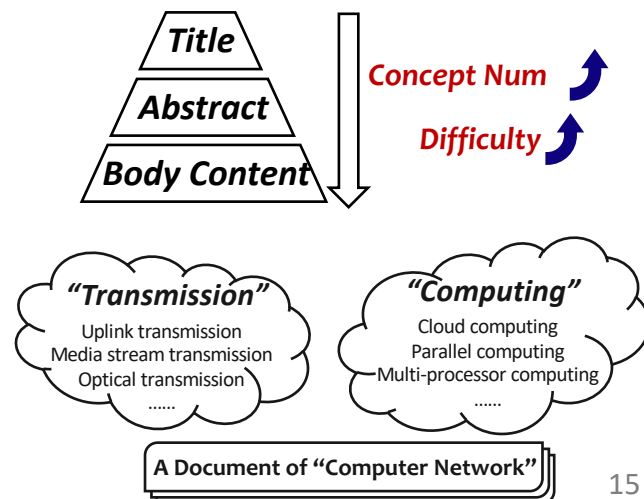 Title
Abstract
Body Content
Concept Num
Difficulty
“Transmission”
Uplink transmission
Media stream transmission
Optical transmission
......
“Computing”
Cloud computing
Parallel computing
Multi-processor computing
......
A Document of “Computer Network”
15